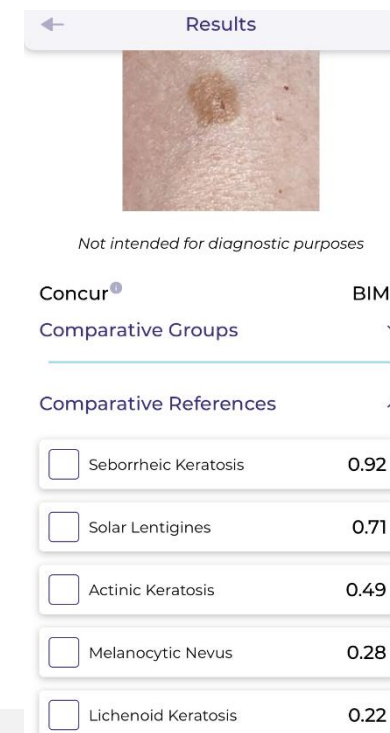 Results
Not intended for diagnostic purposes
Concur BIM
Comparative Groups
Comparative References
Seborrheic Keratosis 0.92
Solar Lentigines 0.71
Actinic Keratosis 0.49
Melanocytic Nevus 0.28
Lichenoid Keratosis 0.22